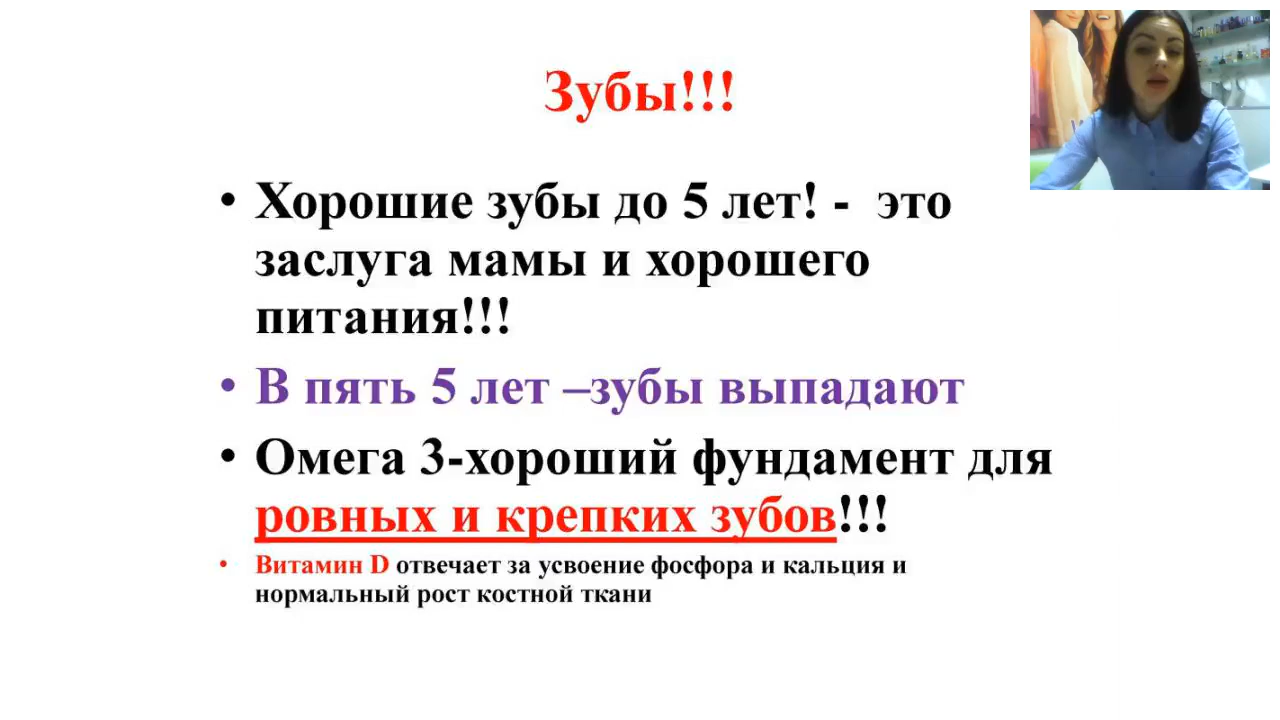 Зубы!!!
• Хорошие зубы до 5 лет! - это
заслуга мамы и хорошего
питания!!!
• В пять 5 лет –зубы выпадают
• Омега 3-хороший фундамент для
ровных и крепких зубов!!!
• Витамин D отвечает за усвоение фосфора и кальция и
нормальный рост костной ткани